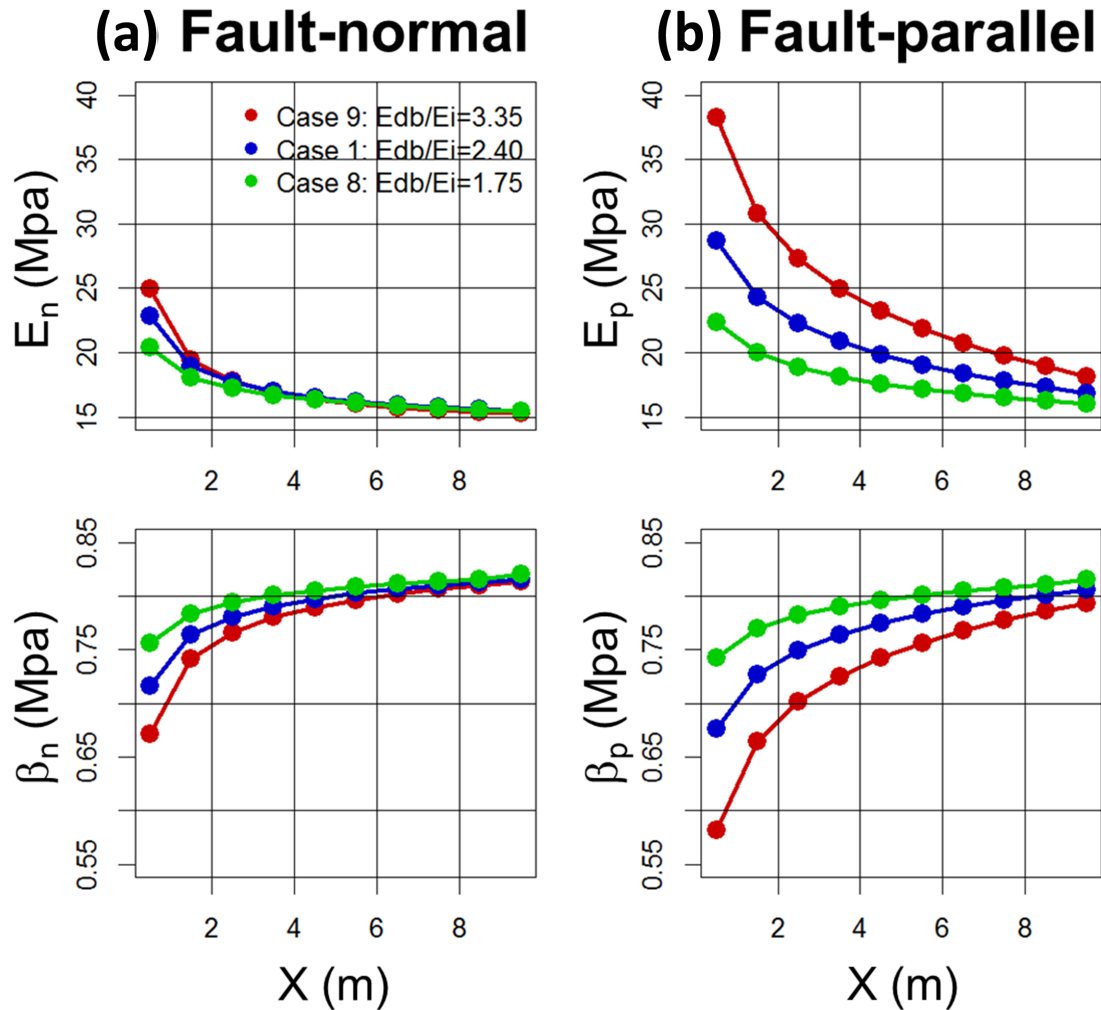 (a) Fault-normal
(b) Fault-parallel
Case 9: Edb/Ei=3.35
Case 1: Edb/Ei=2.40
Case 8: Edb/Ei=1.75
En (Mpa)
40
35
30
25
20
15
2 4 6 8
Ep (Mpa)
40
35
30
25
20
15
2 4 6 8
βn (Mpa)
0.85
0.75
0.65
0.55
2 4 6 8
X (m)
βp (Mpa)
0.85
0.75
0.65
0.55
2 4 6 8
X (m)